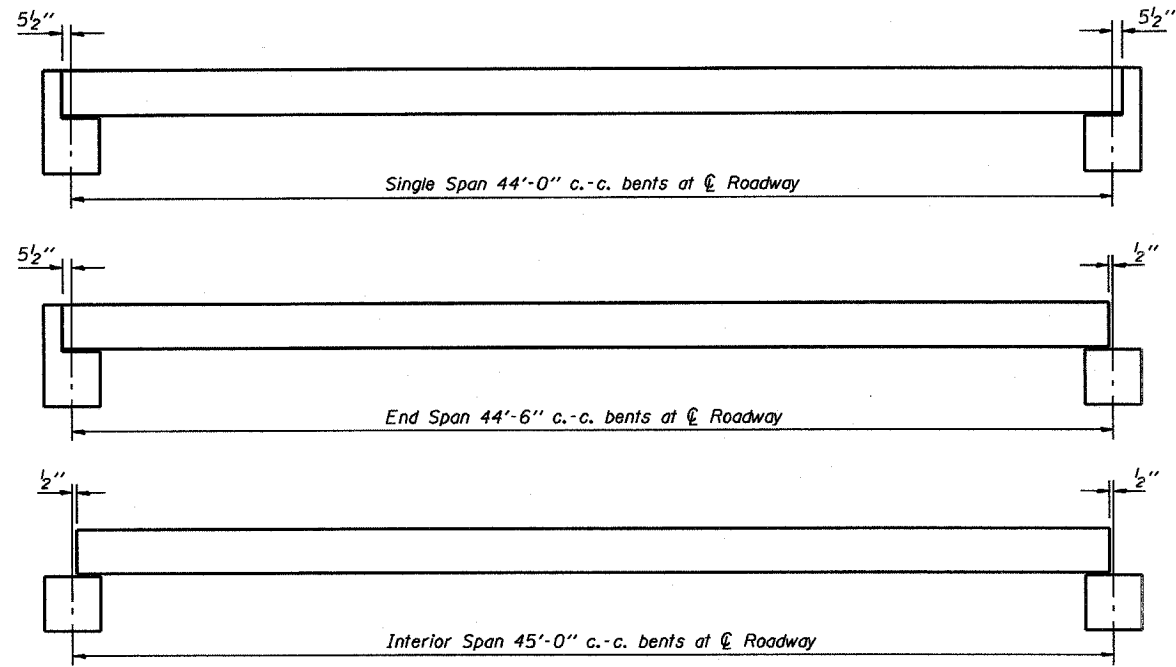 5½" 5½"
Single Span 44'-0" c.-c. bents at ℄ Roadway
5½" ½"
End Span 44'-6" c.-c. bents at ℄ Roadway
½" ½"
Interior Span 45'-0" c.-c. bents at ℄ Roadway